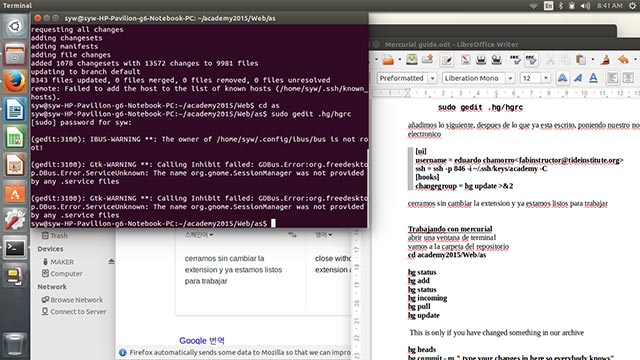 Terminal
8:41 AM
syw@syw-HP-Pavilion-g6-Notebook-PC: ~/academy2015/Web/as
requesting all changes
adding changesets
adding manifests
adding file changes
added 1078 changesets with 13572 changes to 9981 files
updating to branch default
8343 files updated, 0 files merged, 0 files removed, 0 files unresolved
remote: Failed to add the host to the list of known hosts (/home/syw/.ssh/known_
hosts).
syw@syw-HP-Pavilion-g6-Notebook-PC:~/academy2015/Web$ cd as
syw@syw-HP-Pavilion-g6-Notebook-PC:~/academy2015/Web/as$ sudo gedit .hg/hgrc
[sudo] password for syw:
(gedit:3100): IBUS-WARNING **: The owner of /home/syw/.config/ibus/bus is not ro
ot!
(gedit:3100): Gtk-WARNING **: Calling Inhibit failed: GDBus.Error:org.freedeskto
p.DBus.Error.ServiceUnknown: The name org.gnome.SessionManager was not provided
by any .service files
(gedit:3100): Gtk-WARNING **: Calling Inhibit failed: GDBus.Error:org.freedeskto
p.DBus.Error.ServiceUnknown: The name org.gnome.SessionManager was not provided
by any .service files
syw@syw-HP-Pavilion-g6-Notebook-PC:~/academy2015/Web/as$
Trash
Devices
MAKER
Computer
Network
Browse Network
Connect to Server
스페인어
영어
cerramos sin cambiar la
extension y ya estamos listos
para trabajar
close withou
extension a
Google 번역
Firefox automatically sends some data to Mozilla so that we can impro
Mercurial guide.odt - LibreOffice Writer
Preformatted
Liberation Mono
12
sudo gedit .hg/hgrc
añadimos lo siguiente, despues de lo que ya esta escrito, poniendo nuestro no
electronico
[ui]
username = eduardo chamorro<fabinstructor@tideinstitute.org>
ssh = ssh -p 846 -i ~/.ssh/keys/academy -C
[hooks]
changegroup = hg update >&2
cerramos sin cambiar la extension y ya estamos listos para trabajar
Trabajando con mercurial
abrir una ventana de terminal
vamos a la carpeta del repositorio
cd academy2015/Web/as
hg status
hg add
hg status
hg incoming
hg pull
hg update
This is only if you have changed something in our archive
hg heads
hg commit - m " type your changes in here so everybody knows"